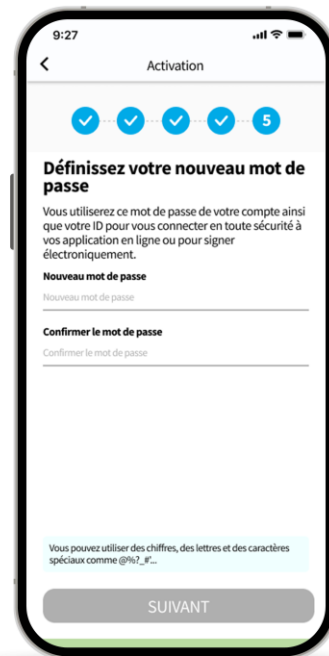 9:27
Activation
5
Définissez votre nouveau mot de
passe
Vous utiliserez ce mot de passe de votre compte ainsi
que votre ID pour vous connecter en toute sécurité à
vos application en ligne ou pour signer
électroniquement.
Nouveau mot de passe
Nouveau mot de passe
Confirmer le mot de passe
Confirmer le mot de passe
Vous pouvez utiliser des chiffres, des lettres et des caractères
spéciaux comme @%?_#'...
SUIVANT